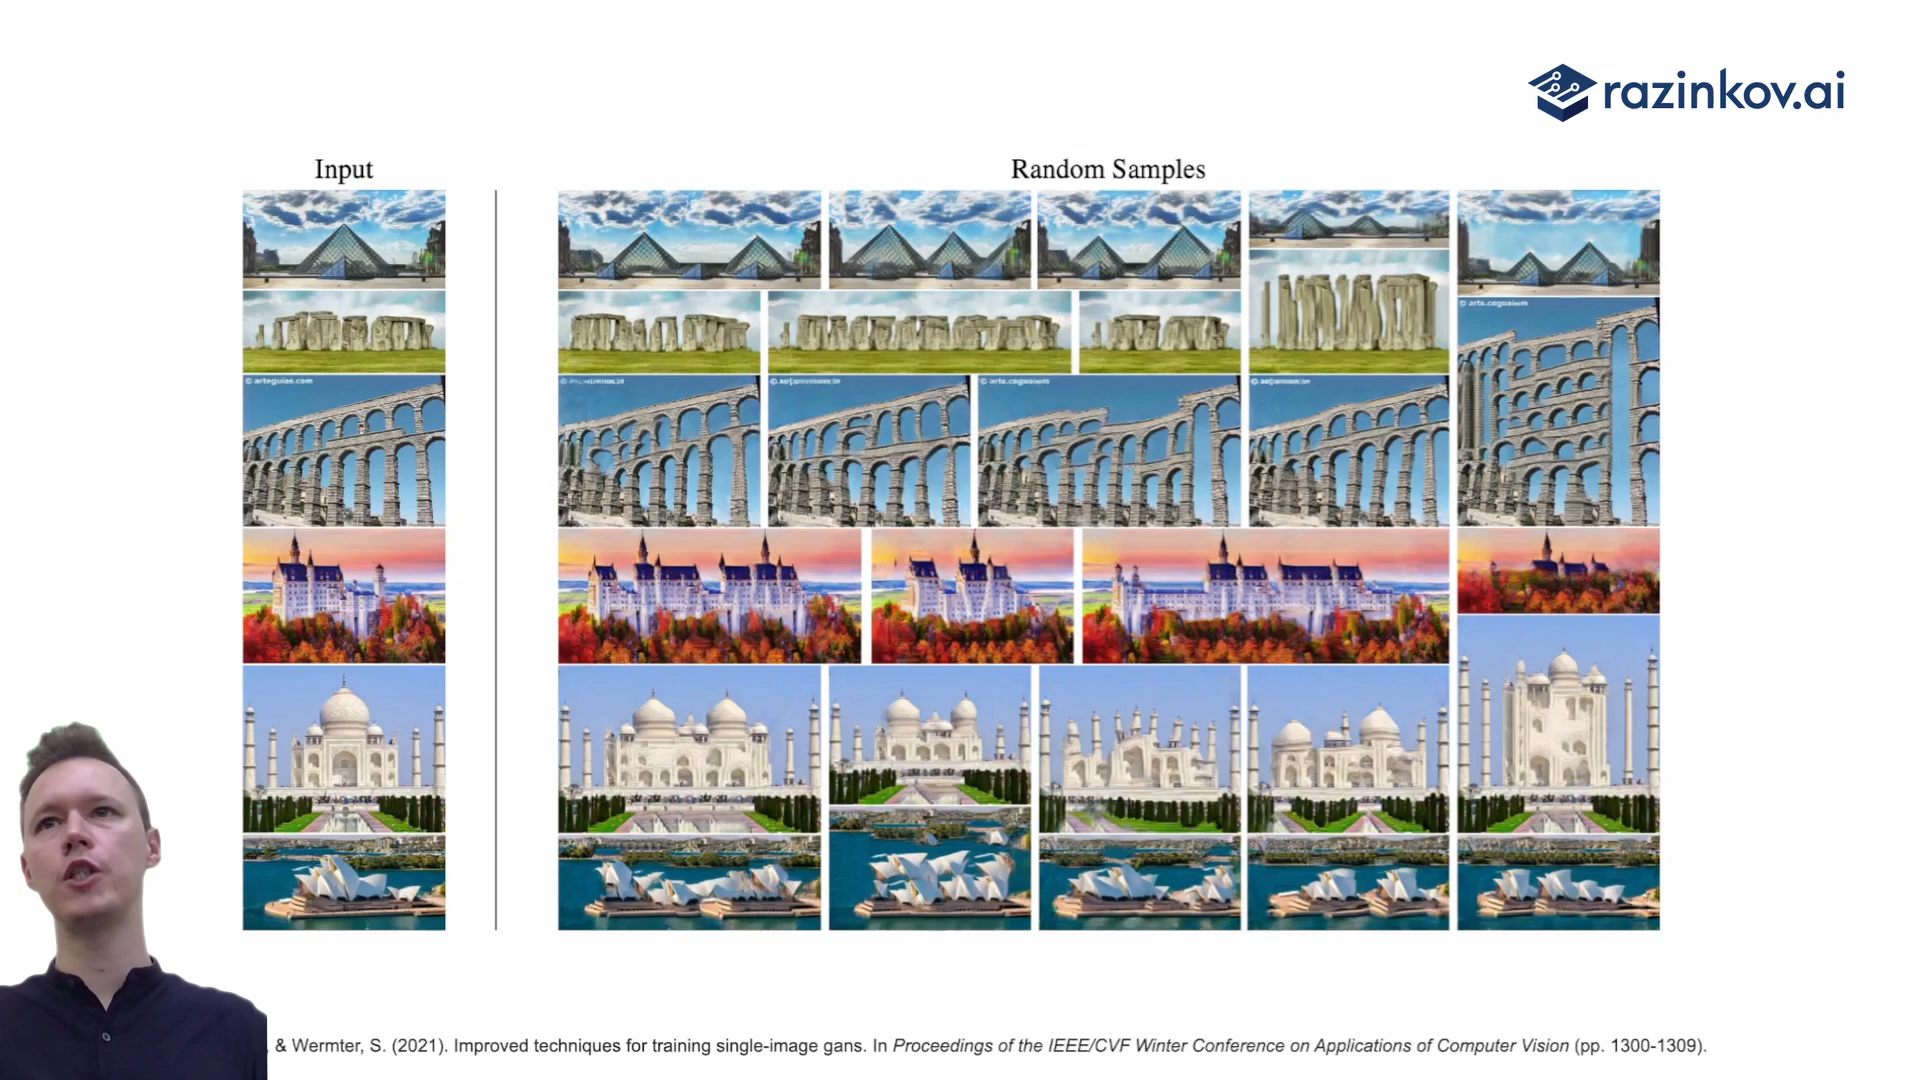 razinkov.ai
Input
Random Samples
© arteguias.com
& Wermter, S. (2021). Improved techniques for training single-image gans. In Proceedings of the IEEE/CVF Winter Conference on Applications of Computer Vision (pp. 1300-1309).